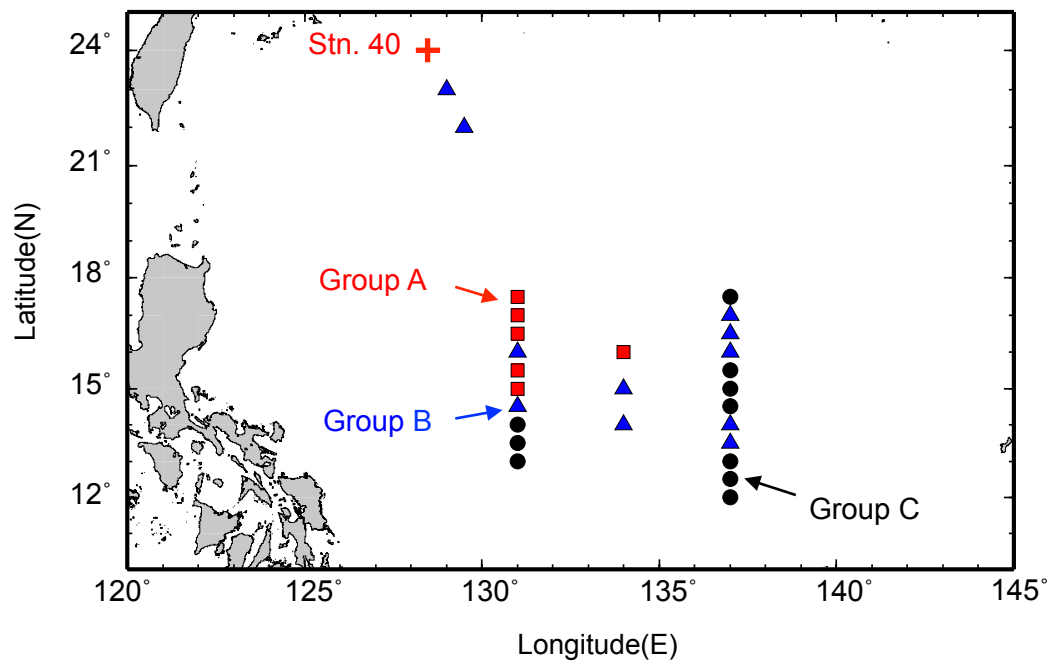 24°
Stn. 40
21°
Latitude(N)
18°
Group A
15°
Group B
12°
Group C
120°
125°
130°
135°
140°
145°
Longitude(E)